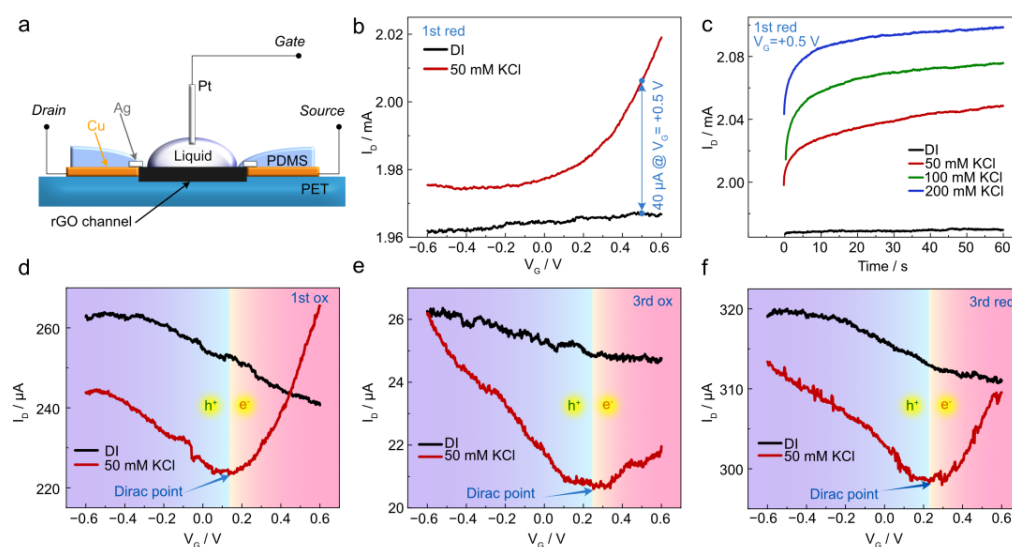 a
Gate
Pt
Drain
Ag
Source
Cu
Liquid
PDMS
PET
rGO channel
b
1st red
DI
50 mM KCl
40 µA @ V_G = +0.5 V
2.02
2.00
1.98
1.96
I_D / mA
−0.6 −0.4 −0.2 0.0 0.2 0.4 0.6
V_G / V
c
1st red
V_G=+0.5 V
DI
50 mM KCl
100 mM KCl
200 mM KCl
2.08
2.04
2.00
I_D / mA
0 10 20 30 40 50 60
Time / s
d
1st ox
h⁺ e⁻
DI
50 mM KCl
Dirac point
260
240
220
I_D / µA
−0.6 −0.4 −0.2 0.0 0.2 0.4 0.6
V_G / V
e
3rd ox
h⁺ e⁻
DI
50 mM KCl
Dirac point
26
24
22
20
I_D / µA
−0.6 −0.4 −0.2 0.0 0.2 0.4 0.6
V_G / V
f
3rd red
h⁺ e⁻
DI
50 mM KCl
Dirac point
320
310
300
I_D / µA
−0.6 −0.4 −0.2 0.0 0.2 0.4 0.6
V_G / V